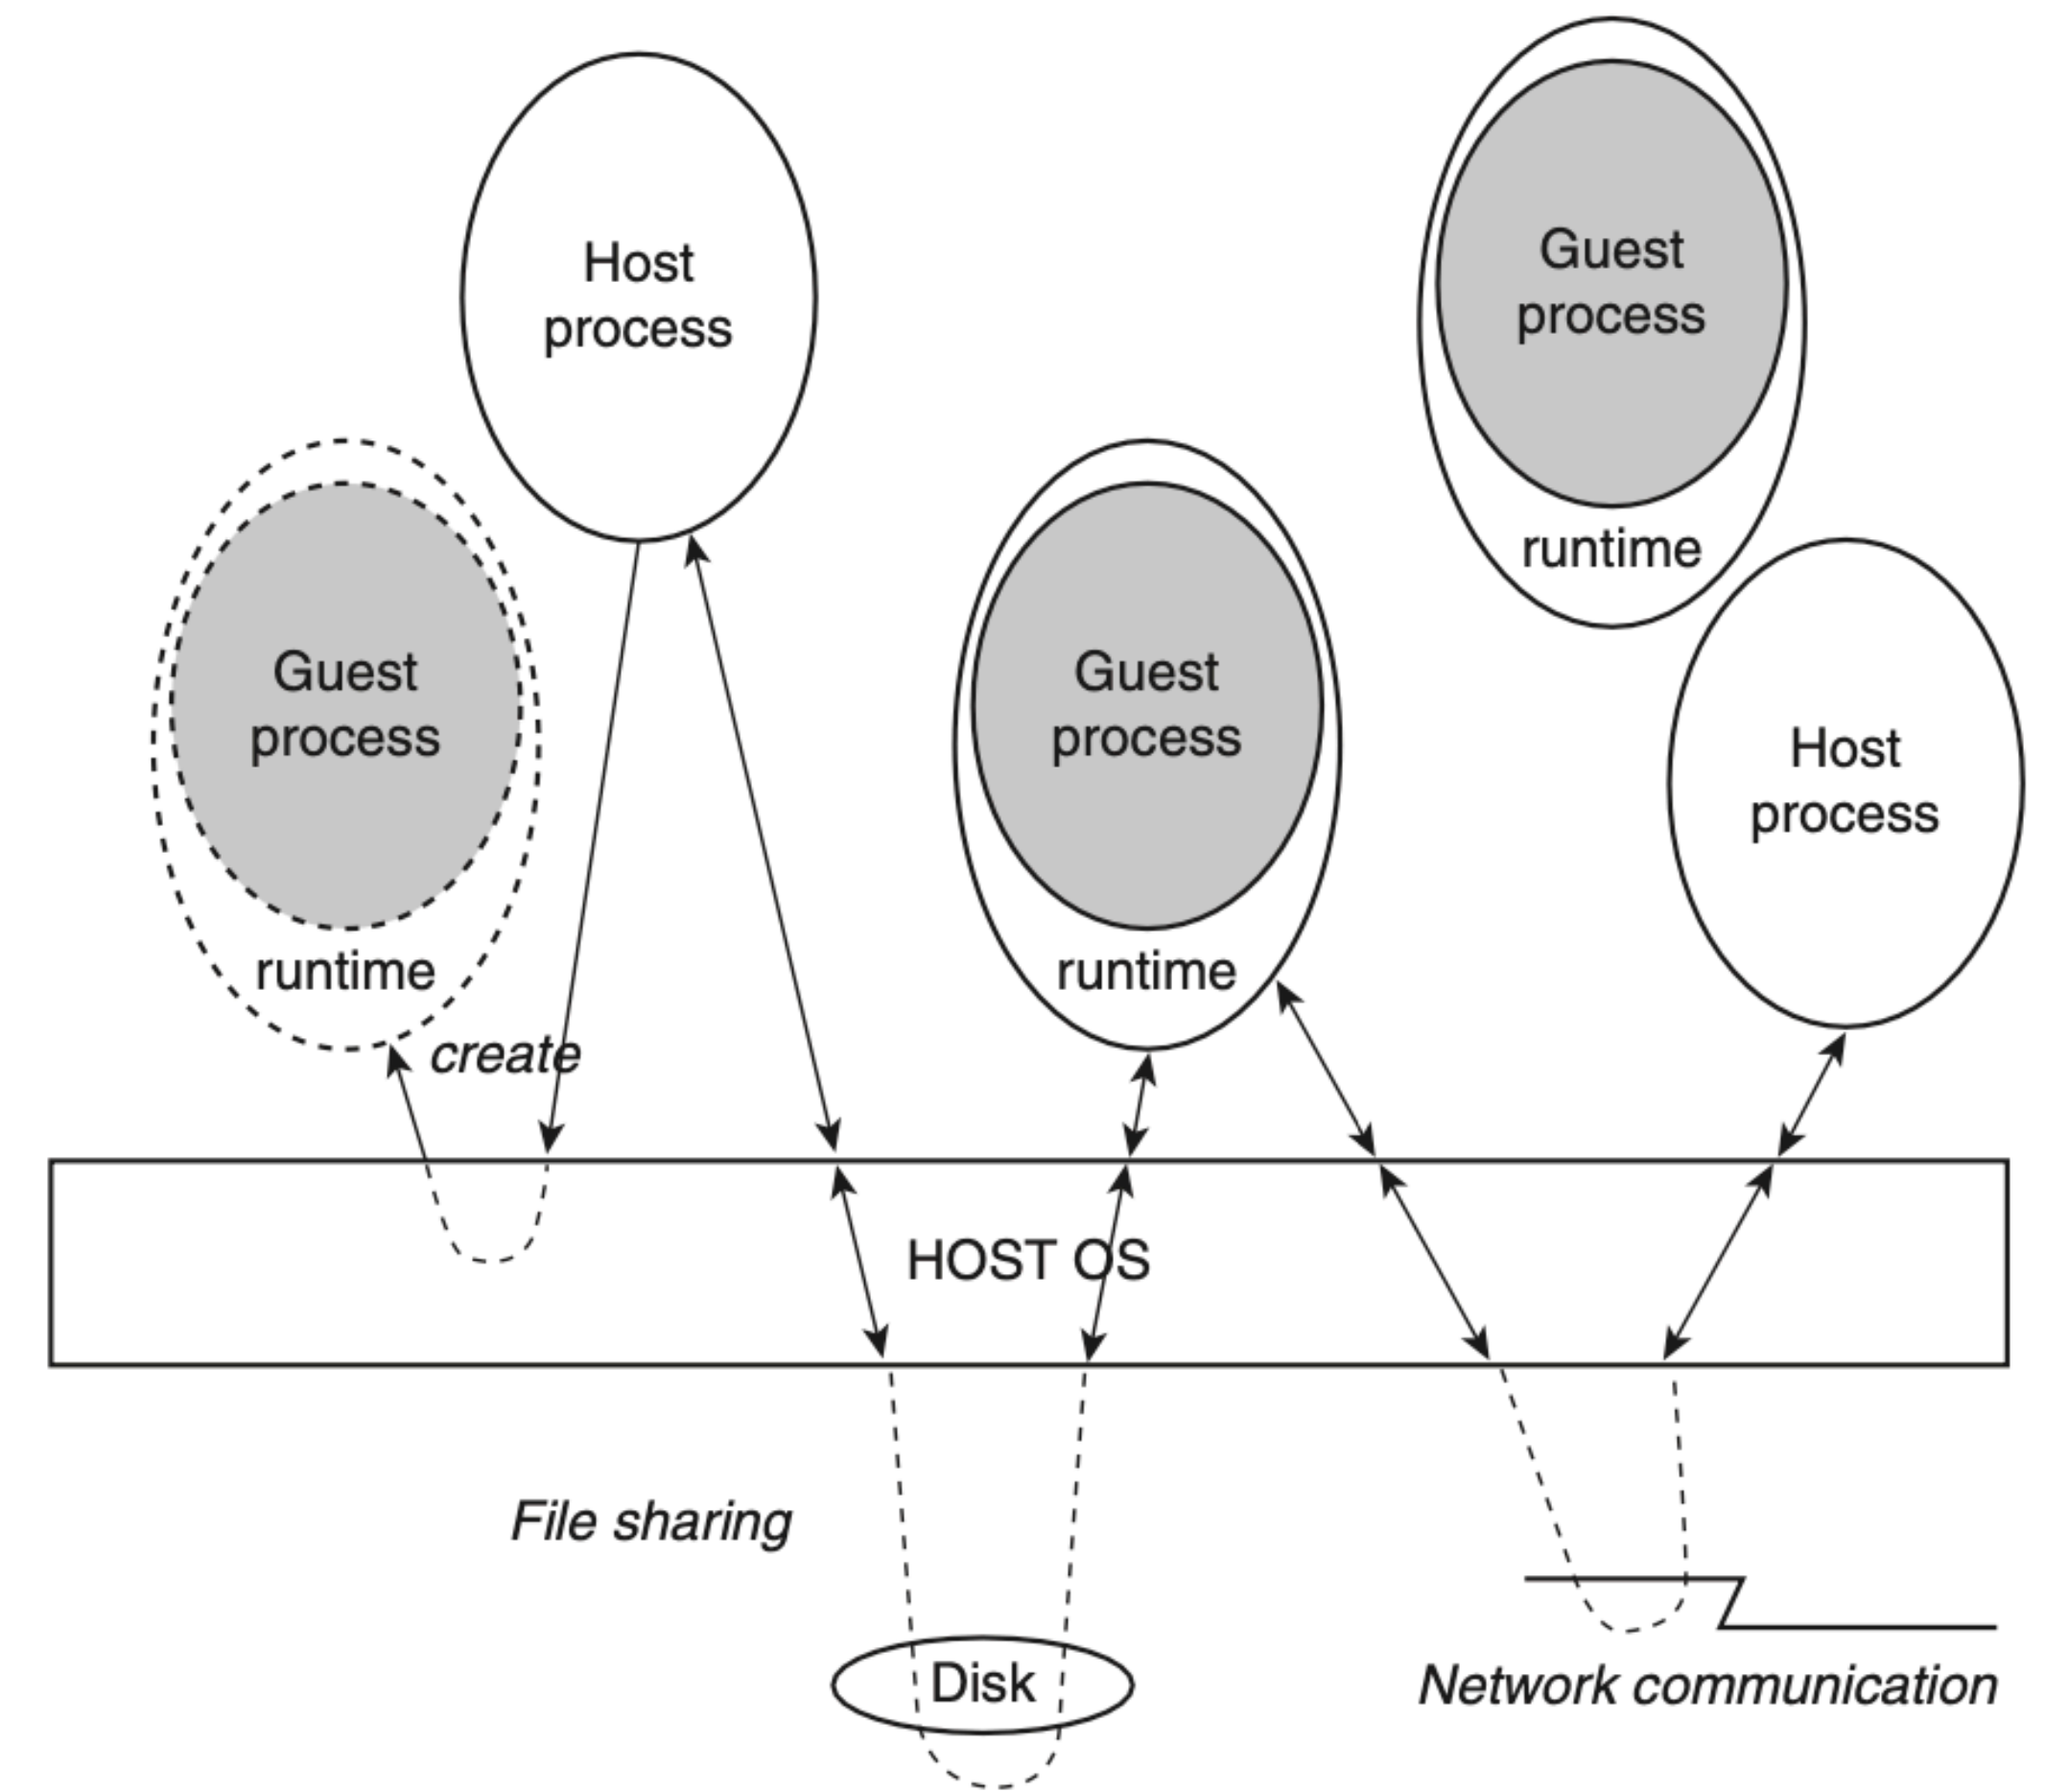 Host
process
Guest
process
runtime
Guest
process
runtime
create
Guest
process
runtime
Host
process
HOST OS
File sharing
Disk
Network communication